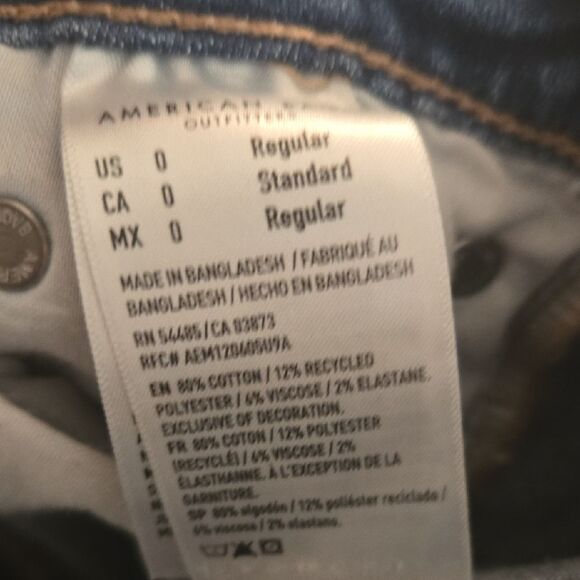 AMERICAN
OUTFITTERS
US 0 Regular
CA 0 Standard
MX 0 Regular
MADE IN BANGLADESH / FABRIQUÉ AU
BANGLADESH / HECHO EN BANGLADESH
RN 54485/CA 03873
RFC# AEM120605U9A
EN 80% COTTON / 12% RECYCLED
POLYESTER / 6% VISCOSE / 2% ELASTANE.
EXCLUSIVE OF DECORATION.
FR 80% COTON / 12% POLYESTER
(RECYCLÉ) / 6% VISCOSE / 2%
ÉLASTHANNE. À L'EXCEPTION DE LA
GARNITURE.
SP 80% algodón / 12% poliéster reciclado /
6% viscosa / 2% elastano.